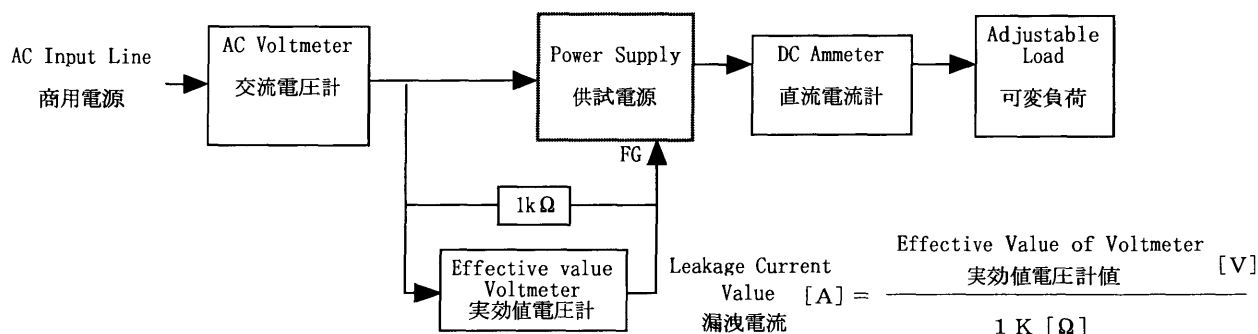 AC Input Line
商用電源
AC Voltmeter
交流電圧計
Power Supply
供試電源
DC Ammeter
直流電流計
Adjustable
Load
可変負荷
FG
1kΩ
Effective value
Voltmeter
実効値電圧計
Leakage Current
Value [A] =
漏洩電流
Effective Value of Voltmeter
実効値電圧計値 [V]
1 K [Ω]